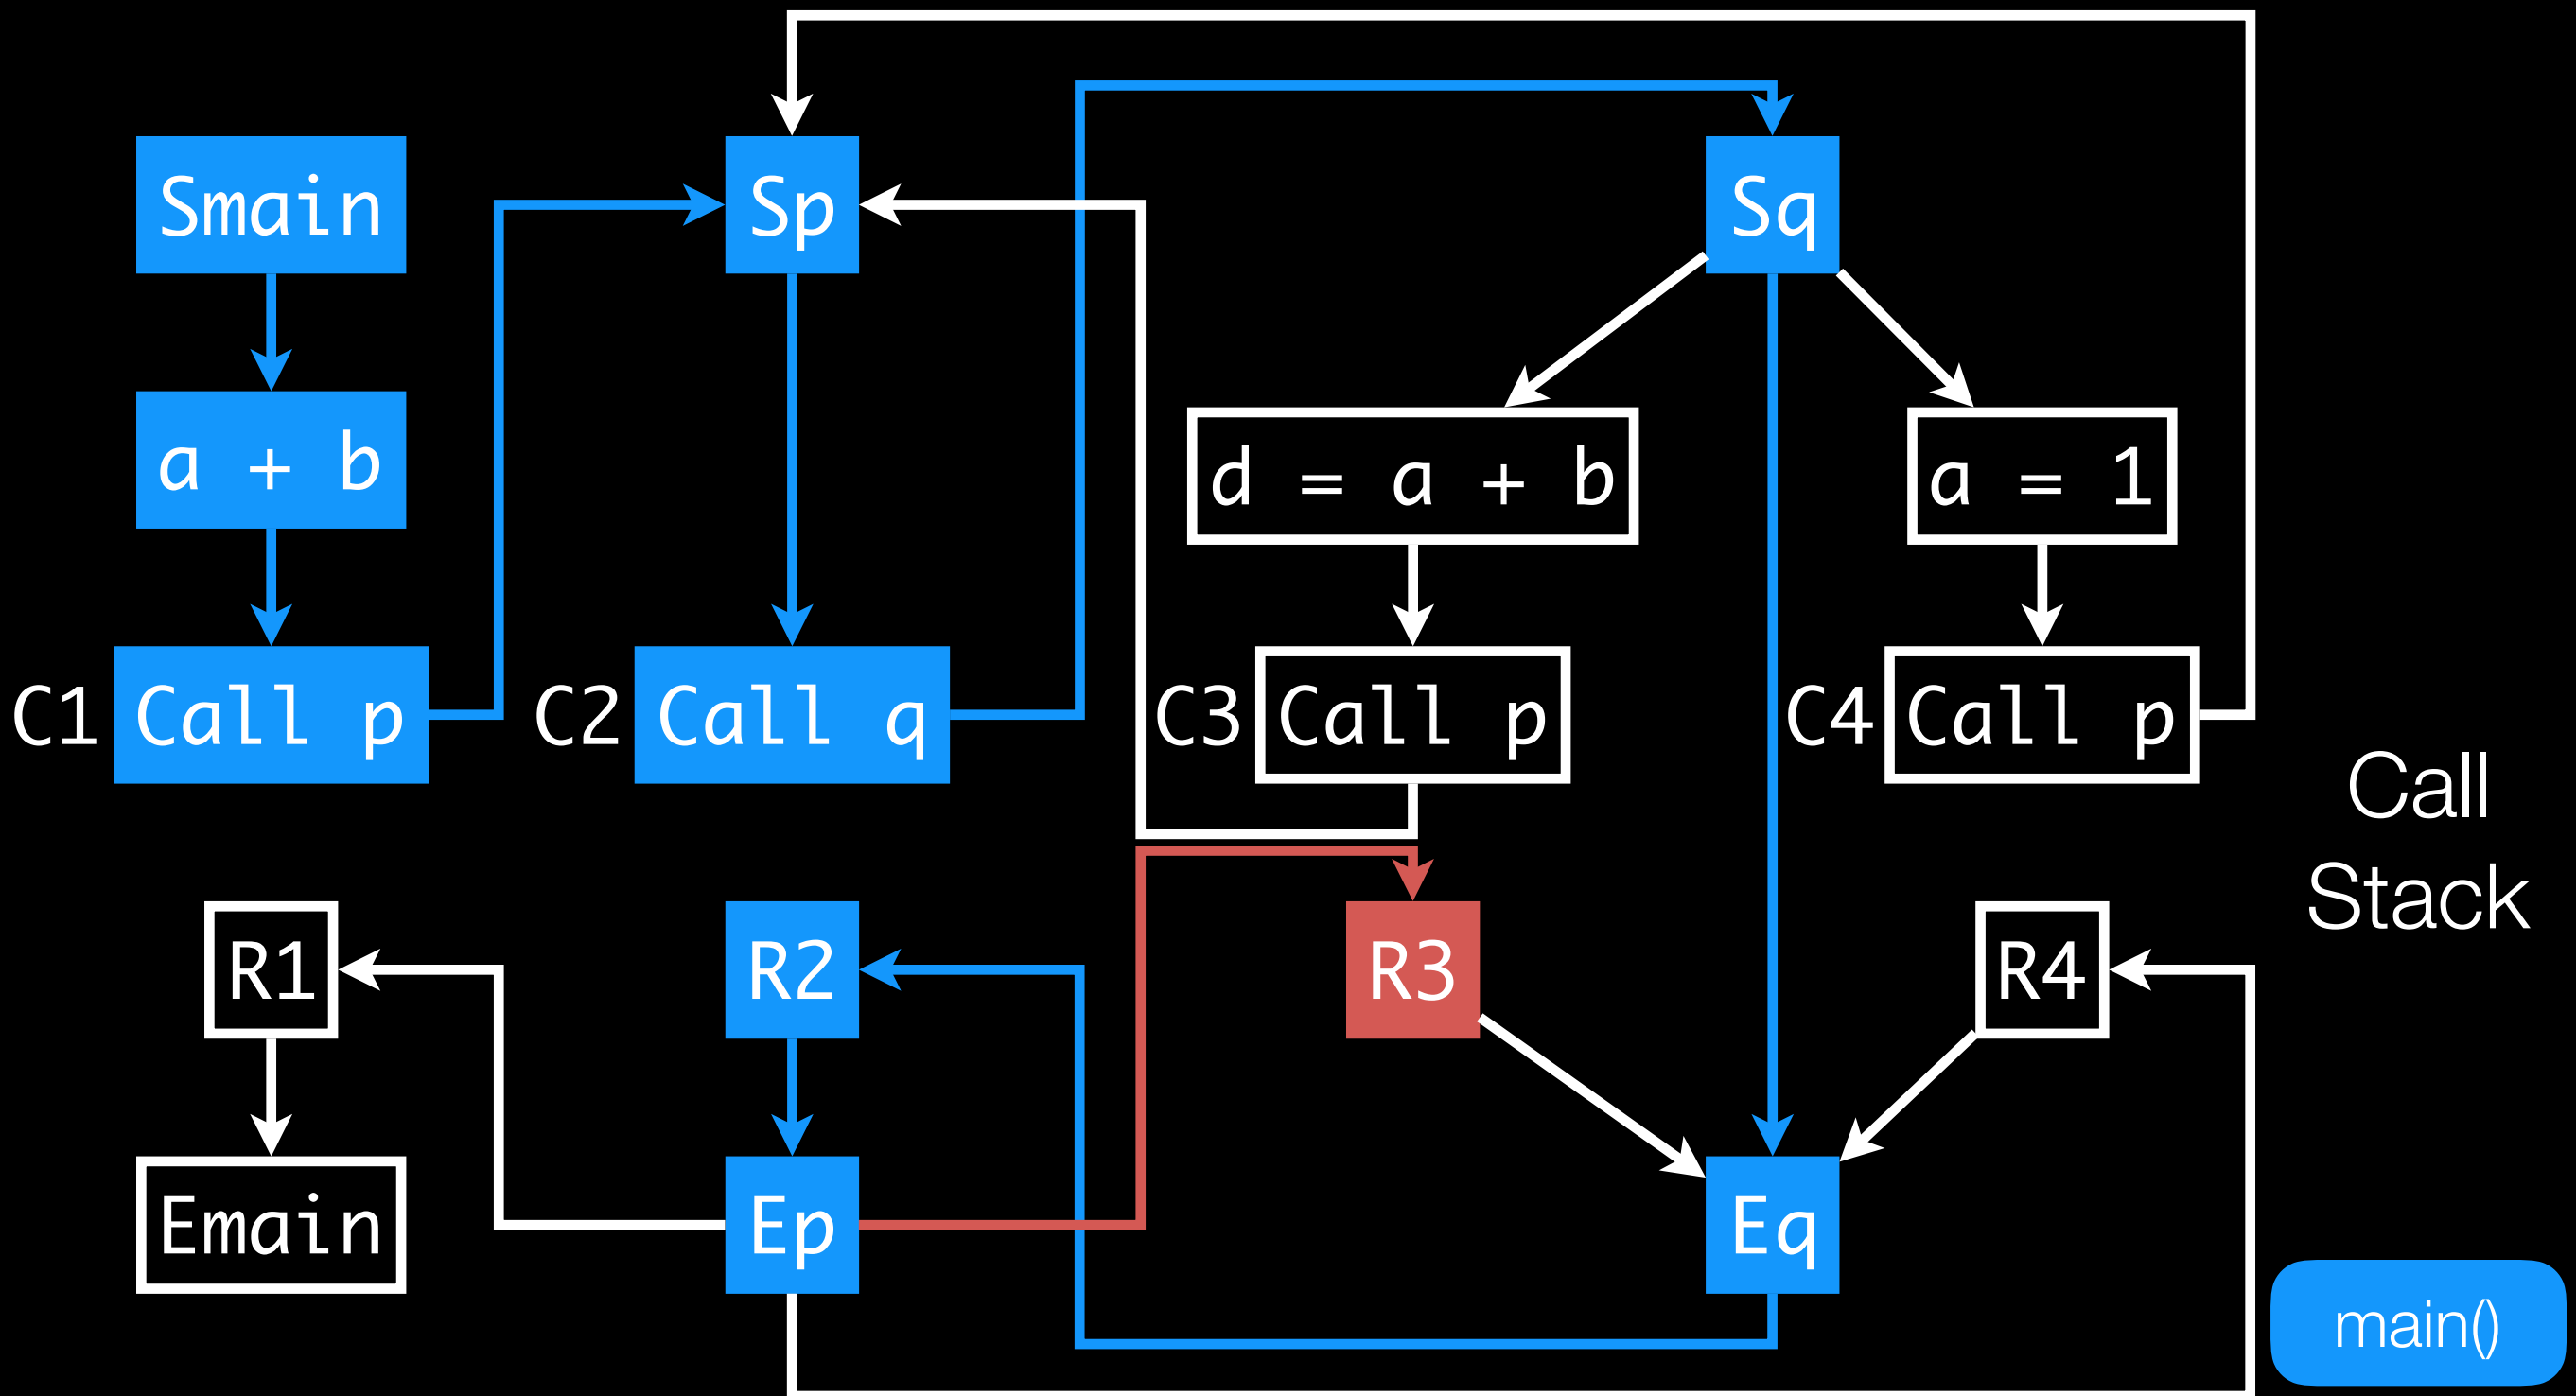 Smain
Sp
Sq
a + b
d = a + b
a = 1
C1 Call p
C2 Call q
C3 Call p
C4 Call p
Call
Stack
R1
R2
R3
R4
Emain
Ep
Eq
main()